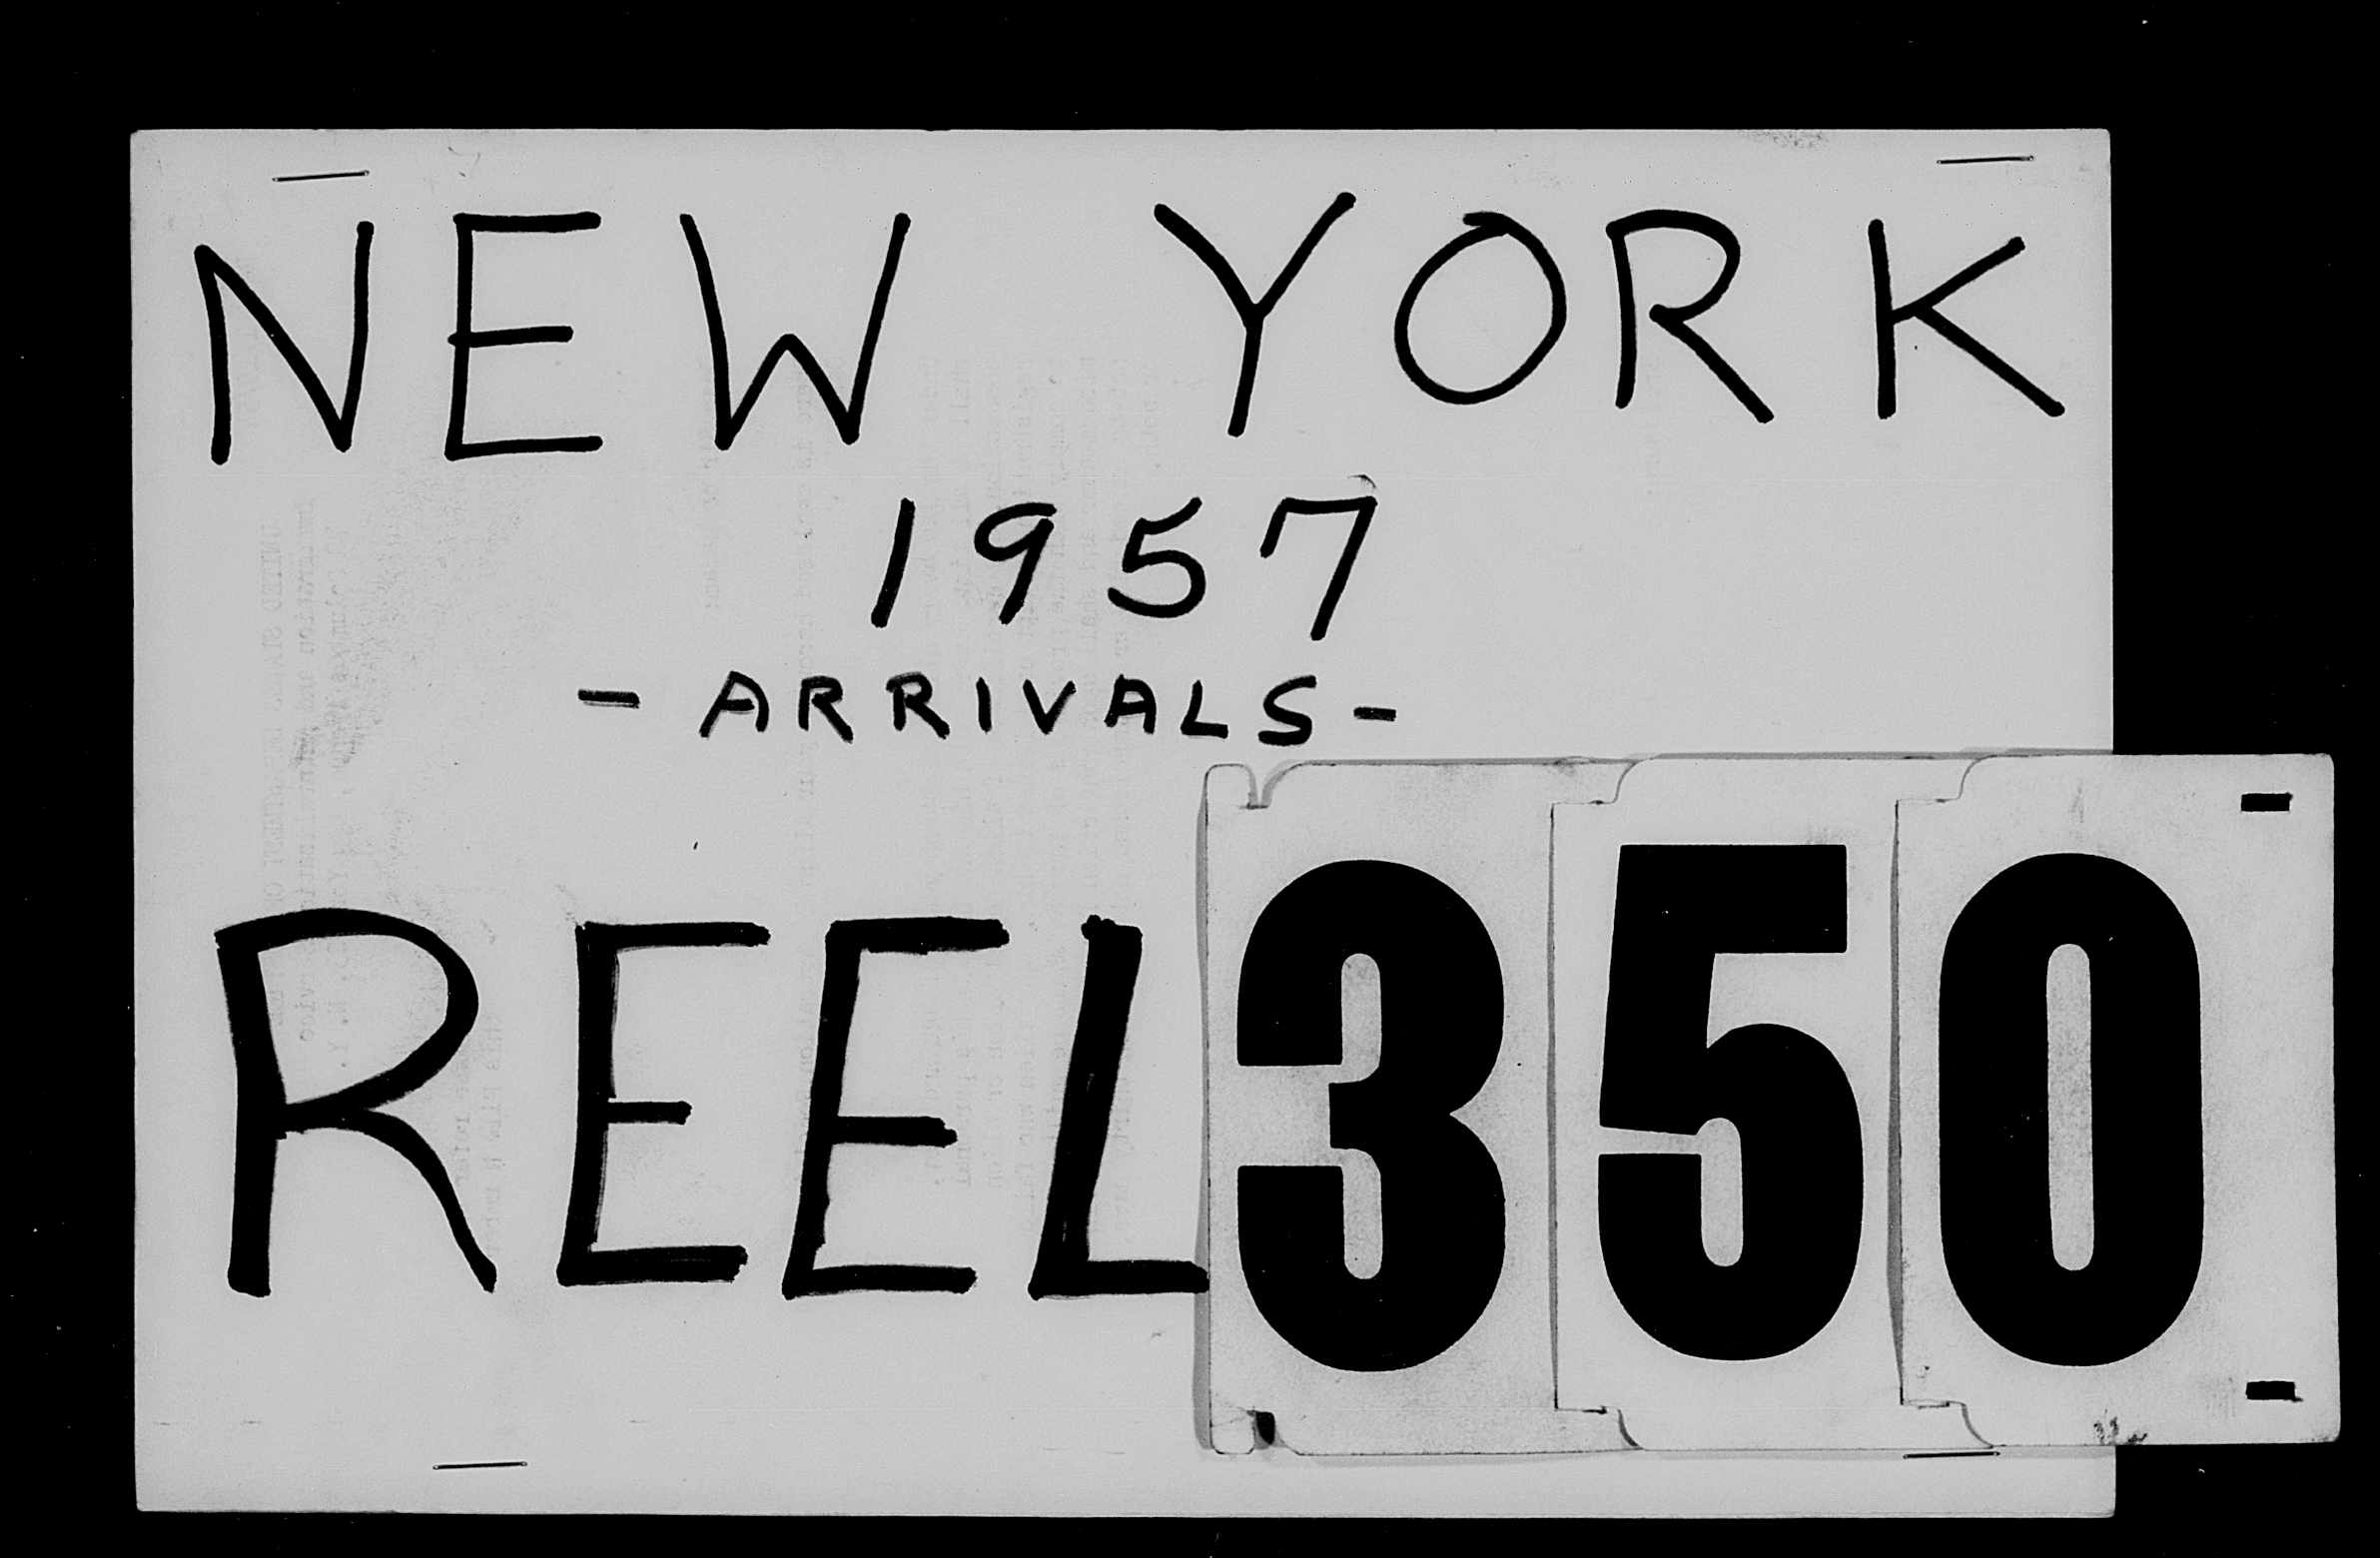 NEW YORK
1957
- ARRIVALS -
REEL 350